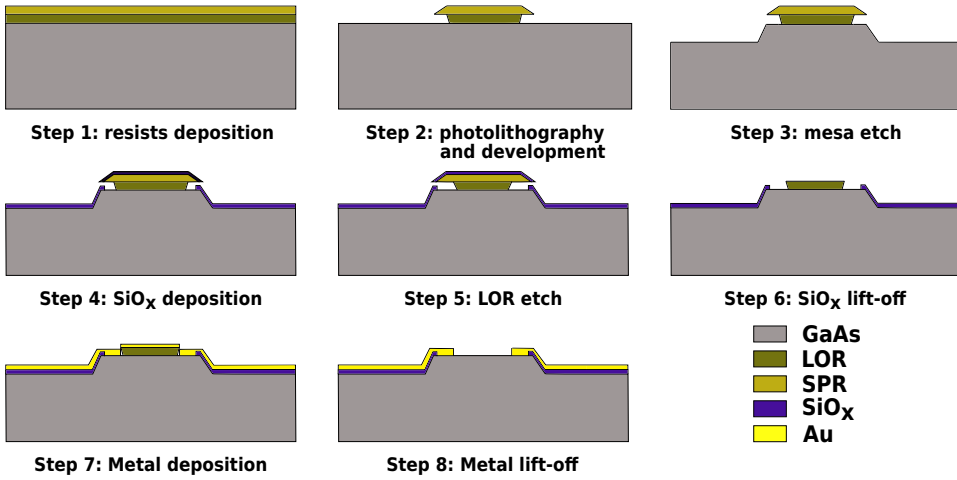 Step 1: resists deposition
Step 2: photolithography
and development
Step 3: mesa etch
Step 4: SiOX deposition
Step 5: LOR etch
Step 6: SiOX lift-off
GaAs
LOR
SPR
SiOX
Au
Step 7: Metal deposition
Step 8: Metal lift-off